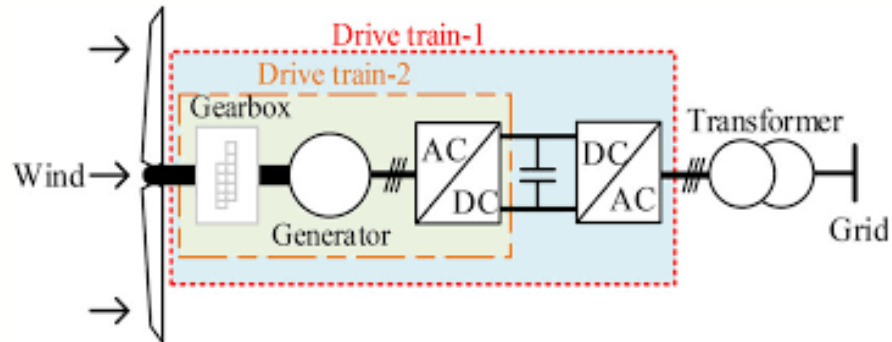 Drive train-1
Drive train-2
Gearbox
Transformer
AC
DC
DC
AC
Wind
Generator
Grid